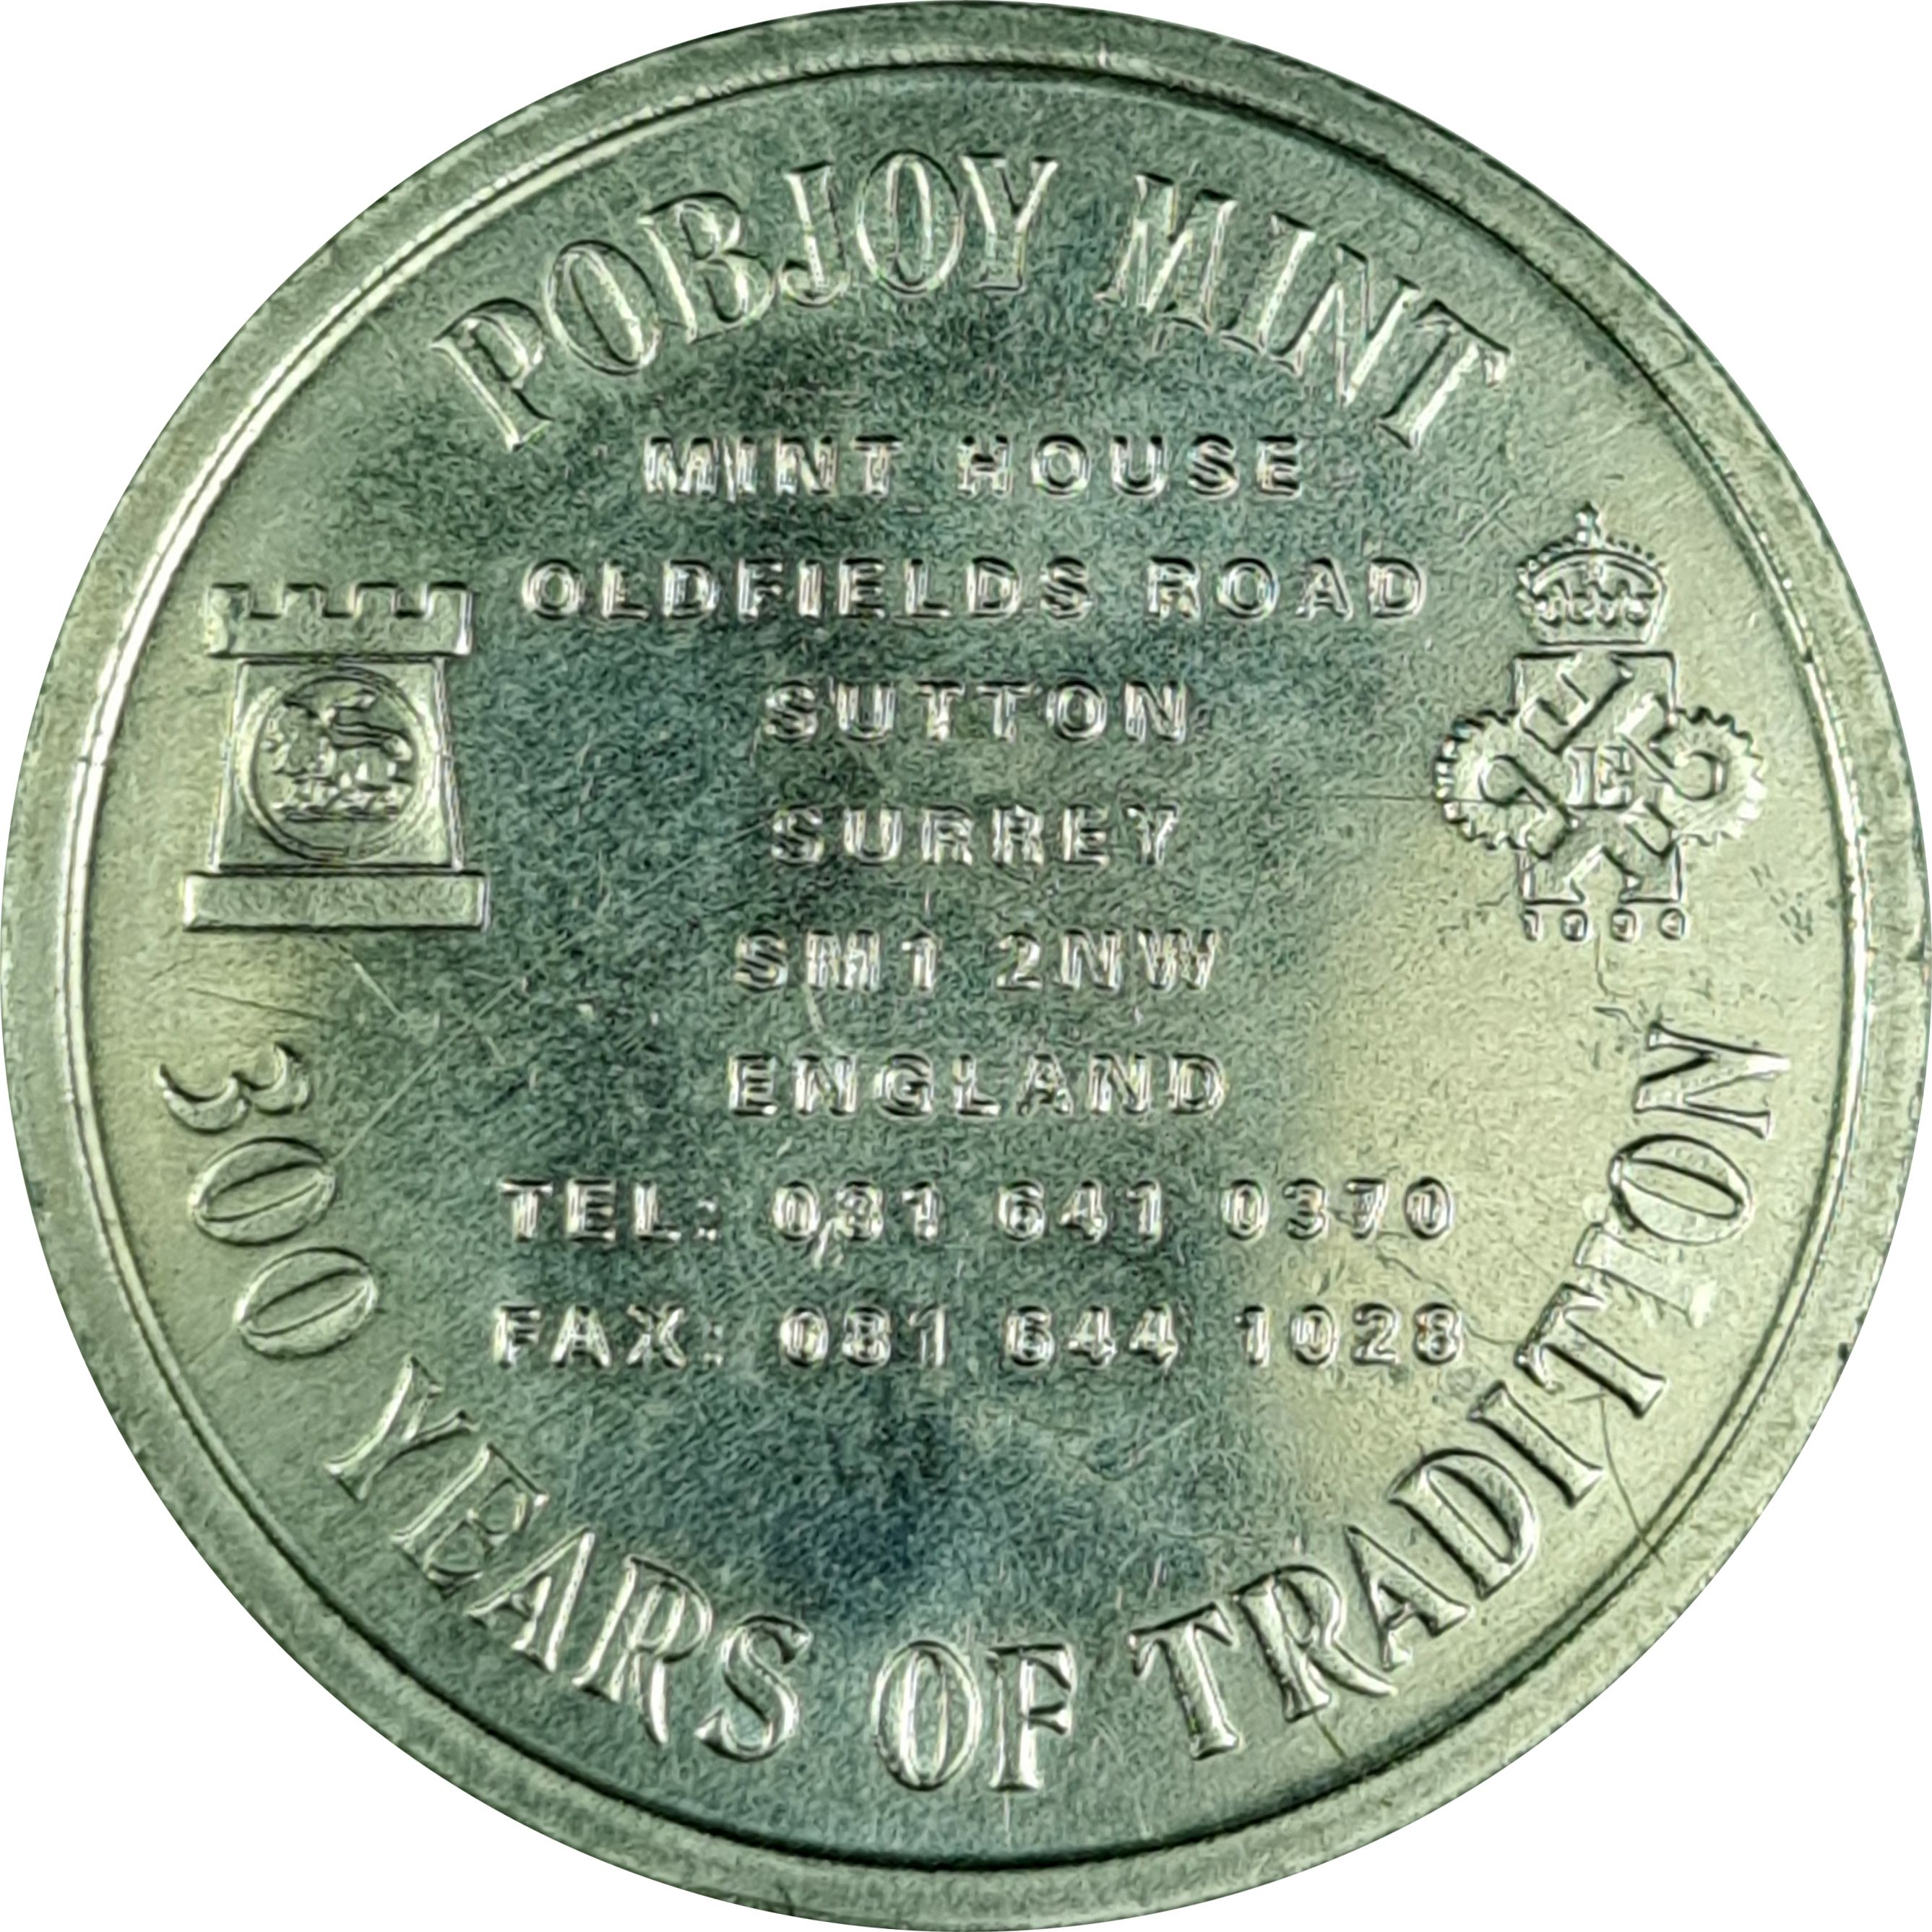 POBJOY MINT
MINT HOUSE
OLDFIELDS ROAD
SUTTON
SURREY
SM1 2NW
ENGLAND
TEL: 081 641 0370
FAX: 081 644 1028
E
300 YEARS OF TRADITION